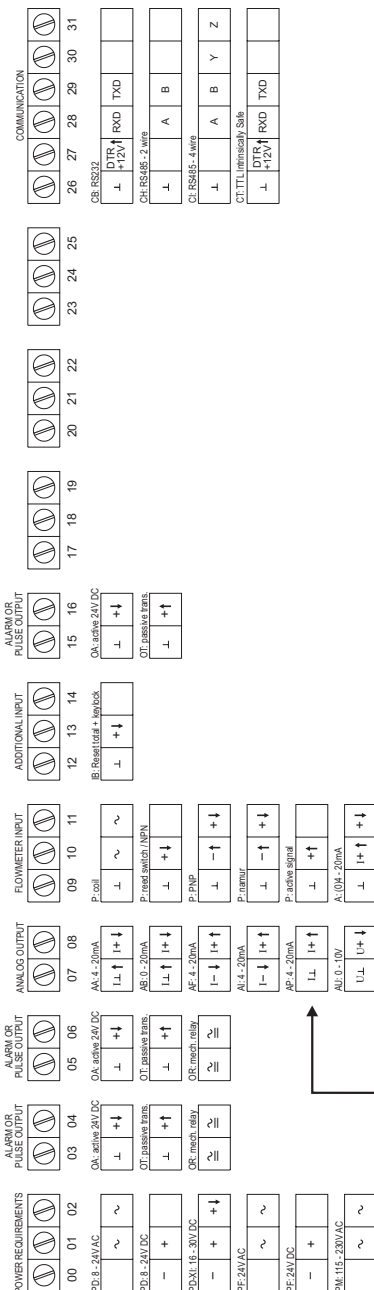 POWER REQUIREMENTS
00 01 02
PD: 8 - 24V AC
~ ~
PD: 8 - 24V DC
− +
PD-XI: 16 - 30V DC
− + +↓
PF: 24V AC
~ ~
PF: 24V DC
− +
PM: 115 - 230V AC
~ ~
ALARM OR
PULSE OUTPUT
03 04
OA: active 24V DC
⊥ +↓
OT: passive trans.
⊥ +↑
OR: mech. relay
ALARM OR
PULSE OUTPUT
05 06
OA: active 24V DC
⊥ +↓
OT: passive trans.
⊥ +↑
OR: mech. relay
ANALOG OUTPUT
07 08
AA: 4 - 20mA
I⊥↑ I+↓
AB: 0 - 20mA
I⊥↑ I+↓
AF: 4 - 20mA
I−↓ I+↑
AI: 4 - 20mA
I−↓ I+↑
AP: 4 - 20mA
I⊥ I+↑
AU: 0 - 10V
U⊥ U+↓
FLOWMETER INPUT
09 10 11
P: coil
⊥ ~ ~
P: reed switch / NPN
⊥ +↓
P: PNP
⊥ −↑ +↓
P: namur
⊥ −↑ +↓
P: active signal
⊥ +↑
A: (0)4 - 20mA
⊥ I+↑ +↓
ADDITIONAL INPUT
12 13 14
IB: Reset total + keylock
⊥ +↓
ALARM OR
PULSE OUTPUT
15 16
OA: active 24V DC
⊥ +↓
OT: passive trans.
⊥ +↑
17 18 19
20 21 22
23 24 25
COMMUNICATION
26 27 28 29 30 31
CB: RS232
⊥ DTR +12V↑ RXD TXD
CH: RS485 - 2 wire
⊥ A B
CI: RS485 - 4 wire
⊥ A B Y Z
CT: TTL Intrinsically Safe
⊥ DTR +12V↑ RXD TXD